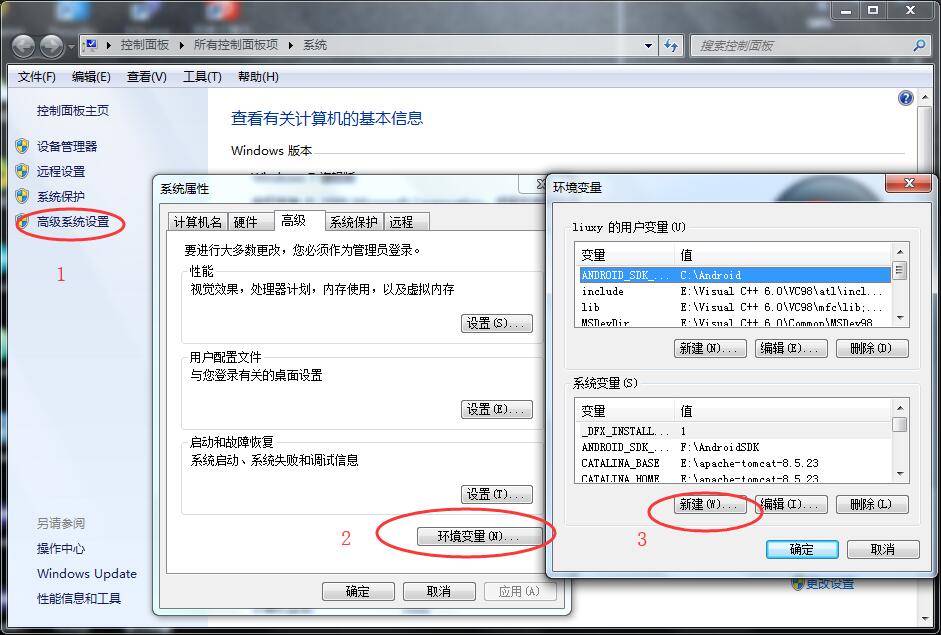 控制面板 ▸ 所有控制面板项 ▸ 系统
搜索控制面板
文件(F) 编辑(E) 查看(V) 工具(T) 帮助(H)
控制面板主页
设备管理器
远程设置
系统保护
高级系统设置
1
另请参阅
操作中心
Windows Update
性能信息和工具
查看有关计算机的基本信息
Windows 版本
系统属性
计算机名 硬件 高级 系统保护 远程
要进行大多数更改，您必须作为管理员登录。
性能
视觉效果，处理器计划，内存使用，以及虚拟内存
设置(S)...
用户配置文件
与您登录有关的桌面设置
设置(E)...
启动和故障恢复
系统启动、系统失败和调试信息
设置(T)...
2
环境变量(N)...
确定 取消 应用(A)
环境变量
liuxy 的用户变量(U)
变量 值
ANDROID_SDK_... C:\Android
include E:\Visual C++ 6.0\VC98\atl\incl...
lib E:\Visual C++ 6.0\VC98\mfc\lib;...
MSDevDir E:\Visual C++ 6.0\Common\MSDev98
新建(N)... 编辑(E)... 删除(D)
系统变量(S)
变量 值
_DFX_INSTALL... 1
ANDROID_SDK_... F:\AndroidSDK
CATALINA_BASE E:\apache-tomcat-8.5.23
CATALINA_HOME E:\apache-tomcat-8.5.23
新建(W)... 编辑(I)... 删除(L)
3
确定 取消
更改设置